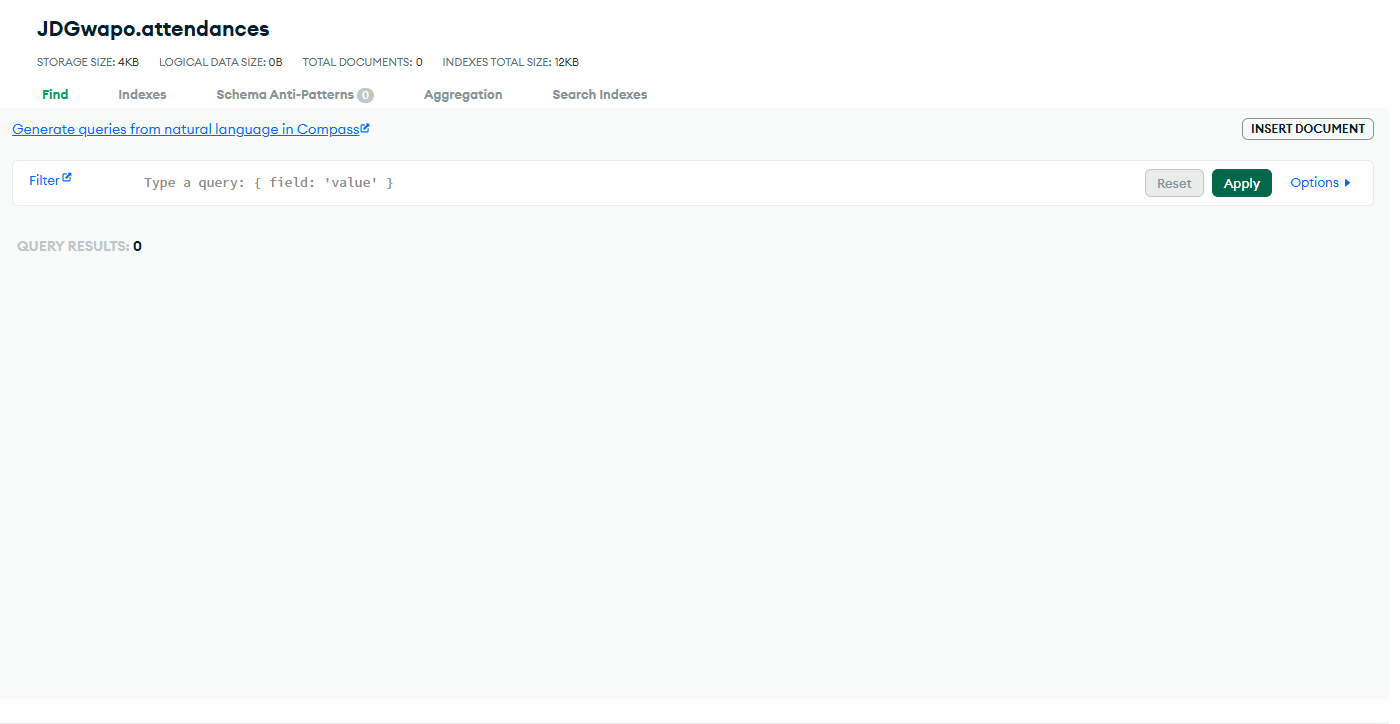 JDGwapo.attendances
STORAGE SIZE: 4KB LOGICAL DATA SIZE: 0B TOTAL DOCUMENTS: 0 INDEXES TOTAL SIZE: 12KB
Find Indexes Schema Anti-Patterns 0 Aggregation Search Indexes
Generate queries from natural language in Compass INSERT DOCUMENT
Filter Type a query: { field: 'value' } Reset Apply Options
QUERY RESULTS: 0